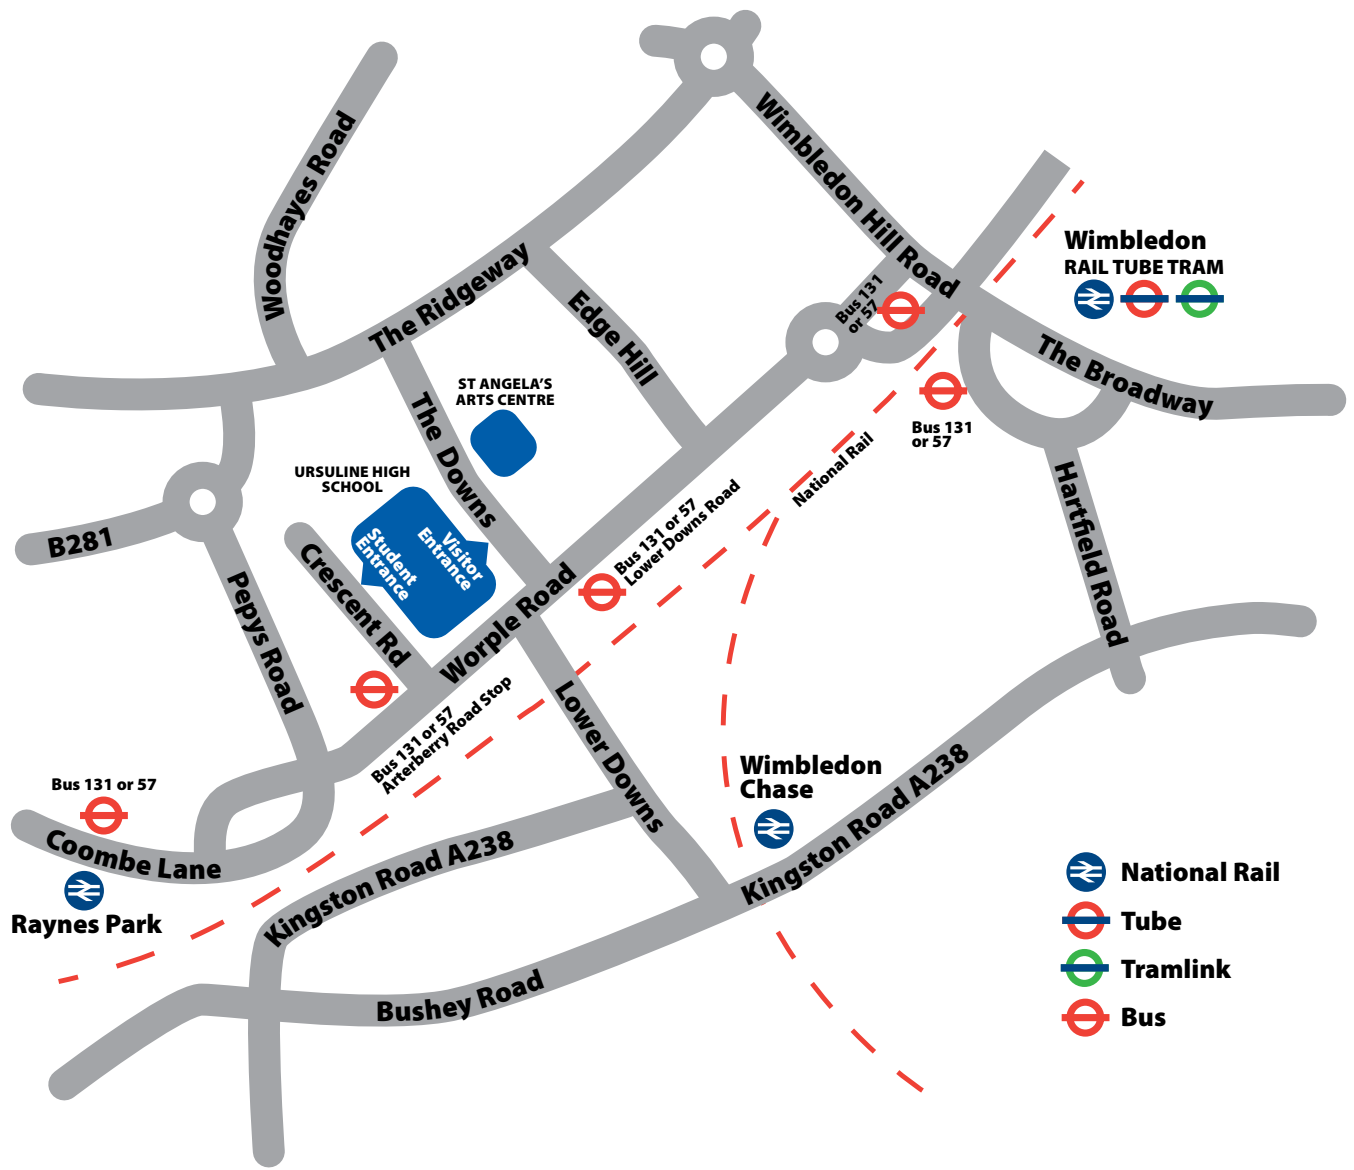 Woodhayes Road
Wimbledon Hill Road
Wimbledon
RAIL TUBE TRAM
The Ridgeway
Edge Hill
Bus 131
or 57
The Broadway
ST ANGELA'S
ARTS CENTRE
The Downs
Bus 131
or 57
National Rail
URSULINE HIGH
SCHOOL
Student
Entrance
Visitor
Entrance
B281
Crescent Rd
Pepys Road
Worple Road
Bus 131 or 57
Lower Downs Road
Hartfield Road
Bus 131 or 57
Arterberry Road Stop
Lower Downs
Bus 131 or 57
Coombe Lane
Raynes Park
Wimbledon
Chase
Kingston Road A238
Kingston Road A238
Bushey Road
National Rail
Tube
Tramlink
Bus